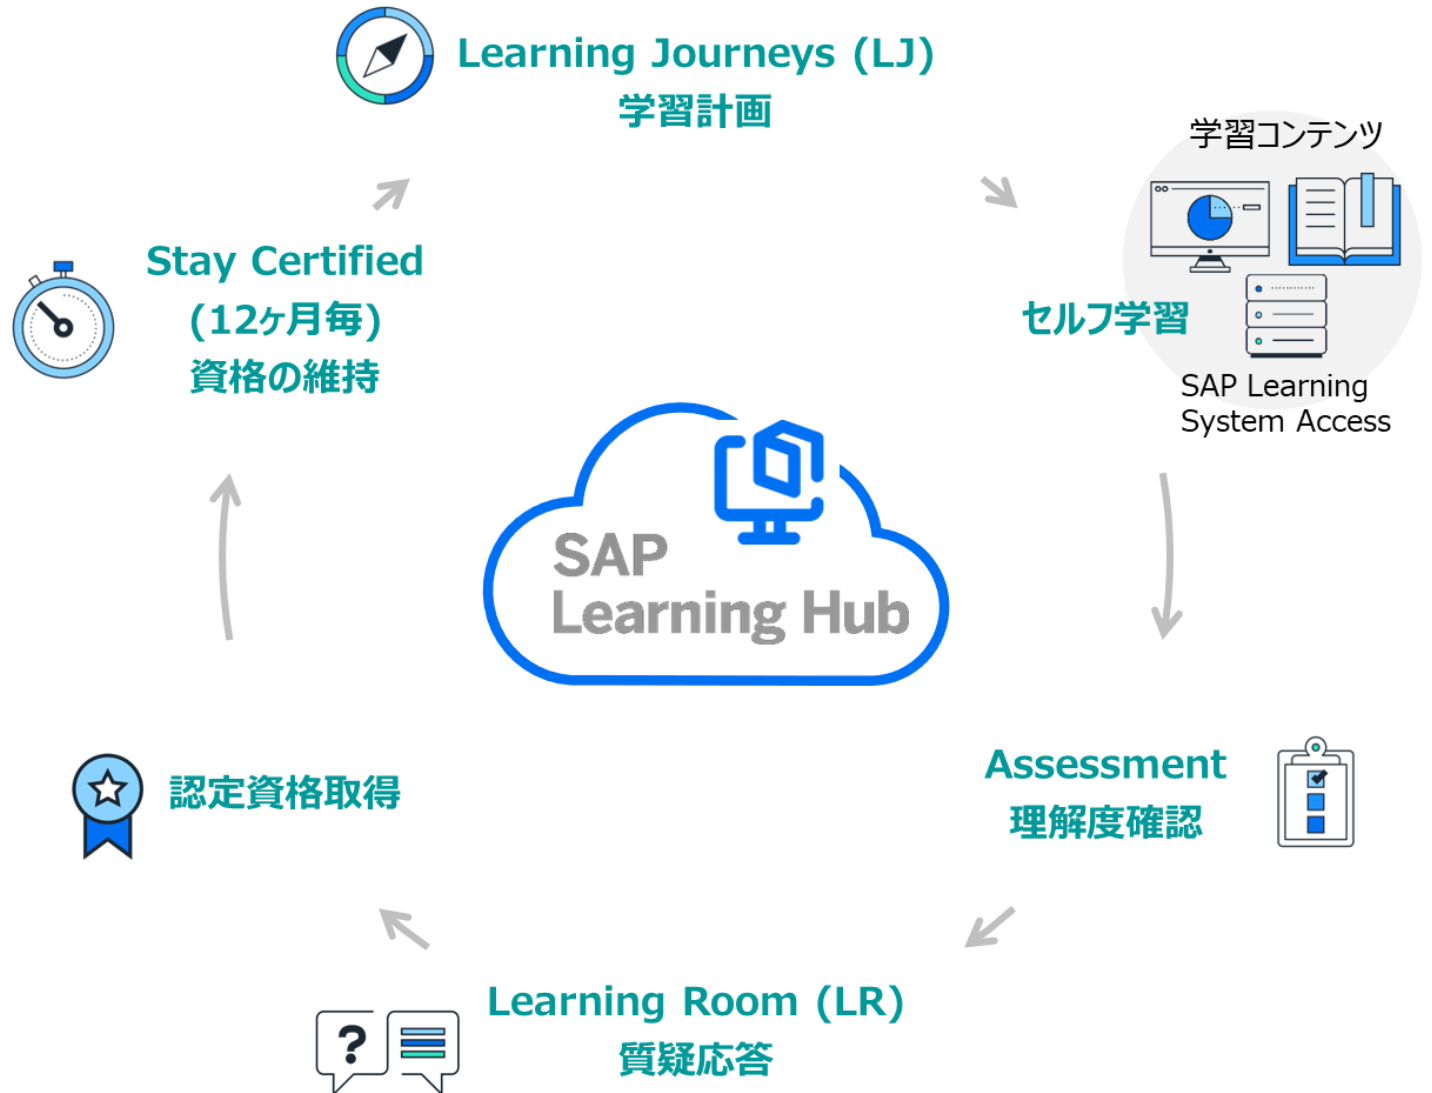 Learning Journeys (LJ)
学習計画
学習コンテンツ
セルフ学習
SAP Learning
System Access
Assessment
理解度確認
Learning Room (LR)
質疑応答
?
認定資格取得
Stay Certified
(12ヶ月毎)
資格の維持
SAP
Learning Hub